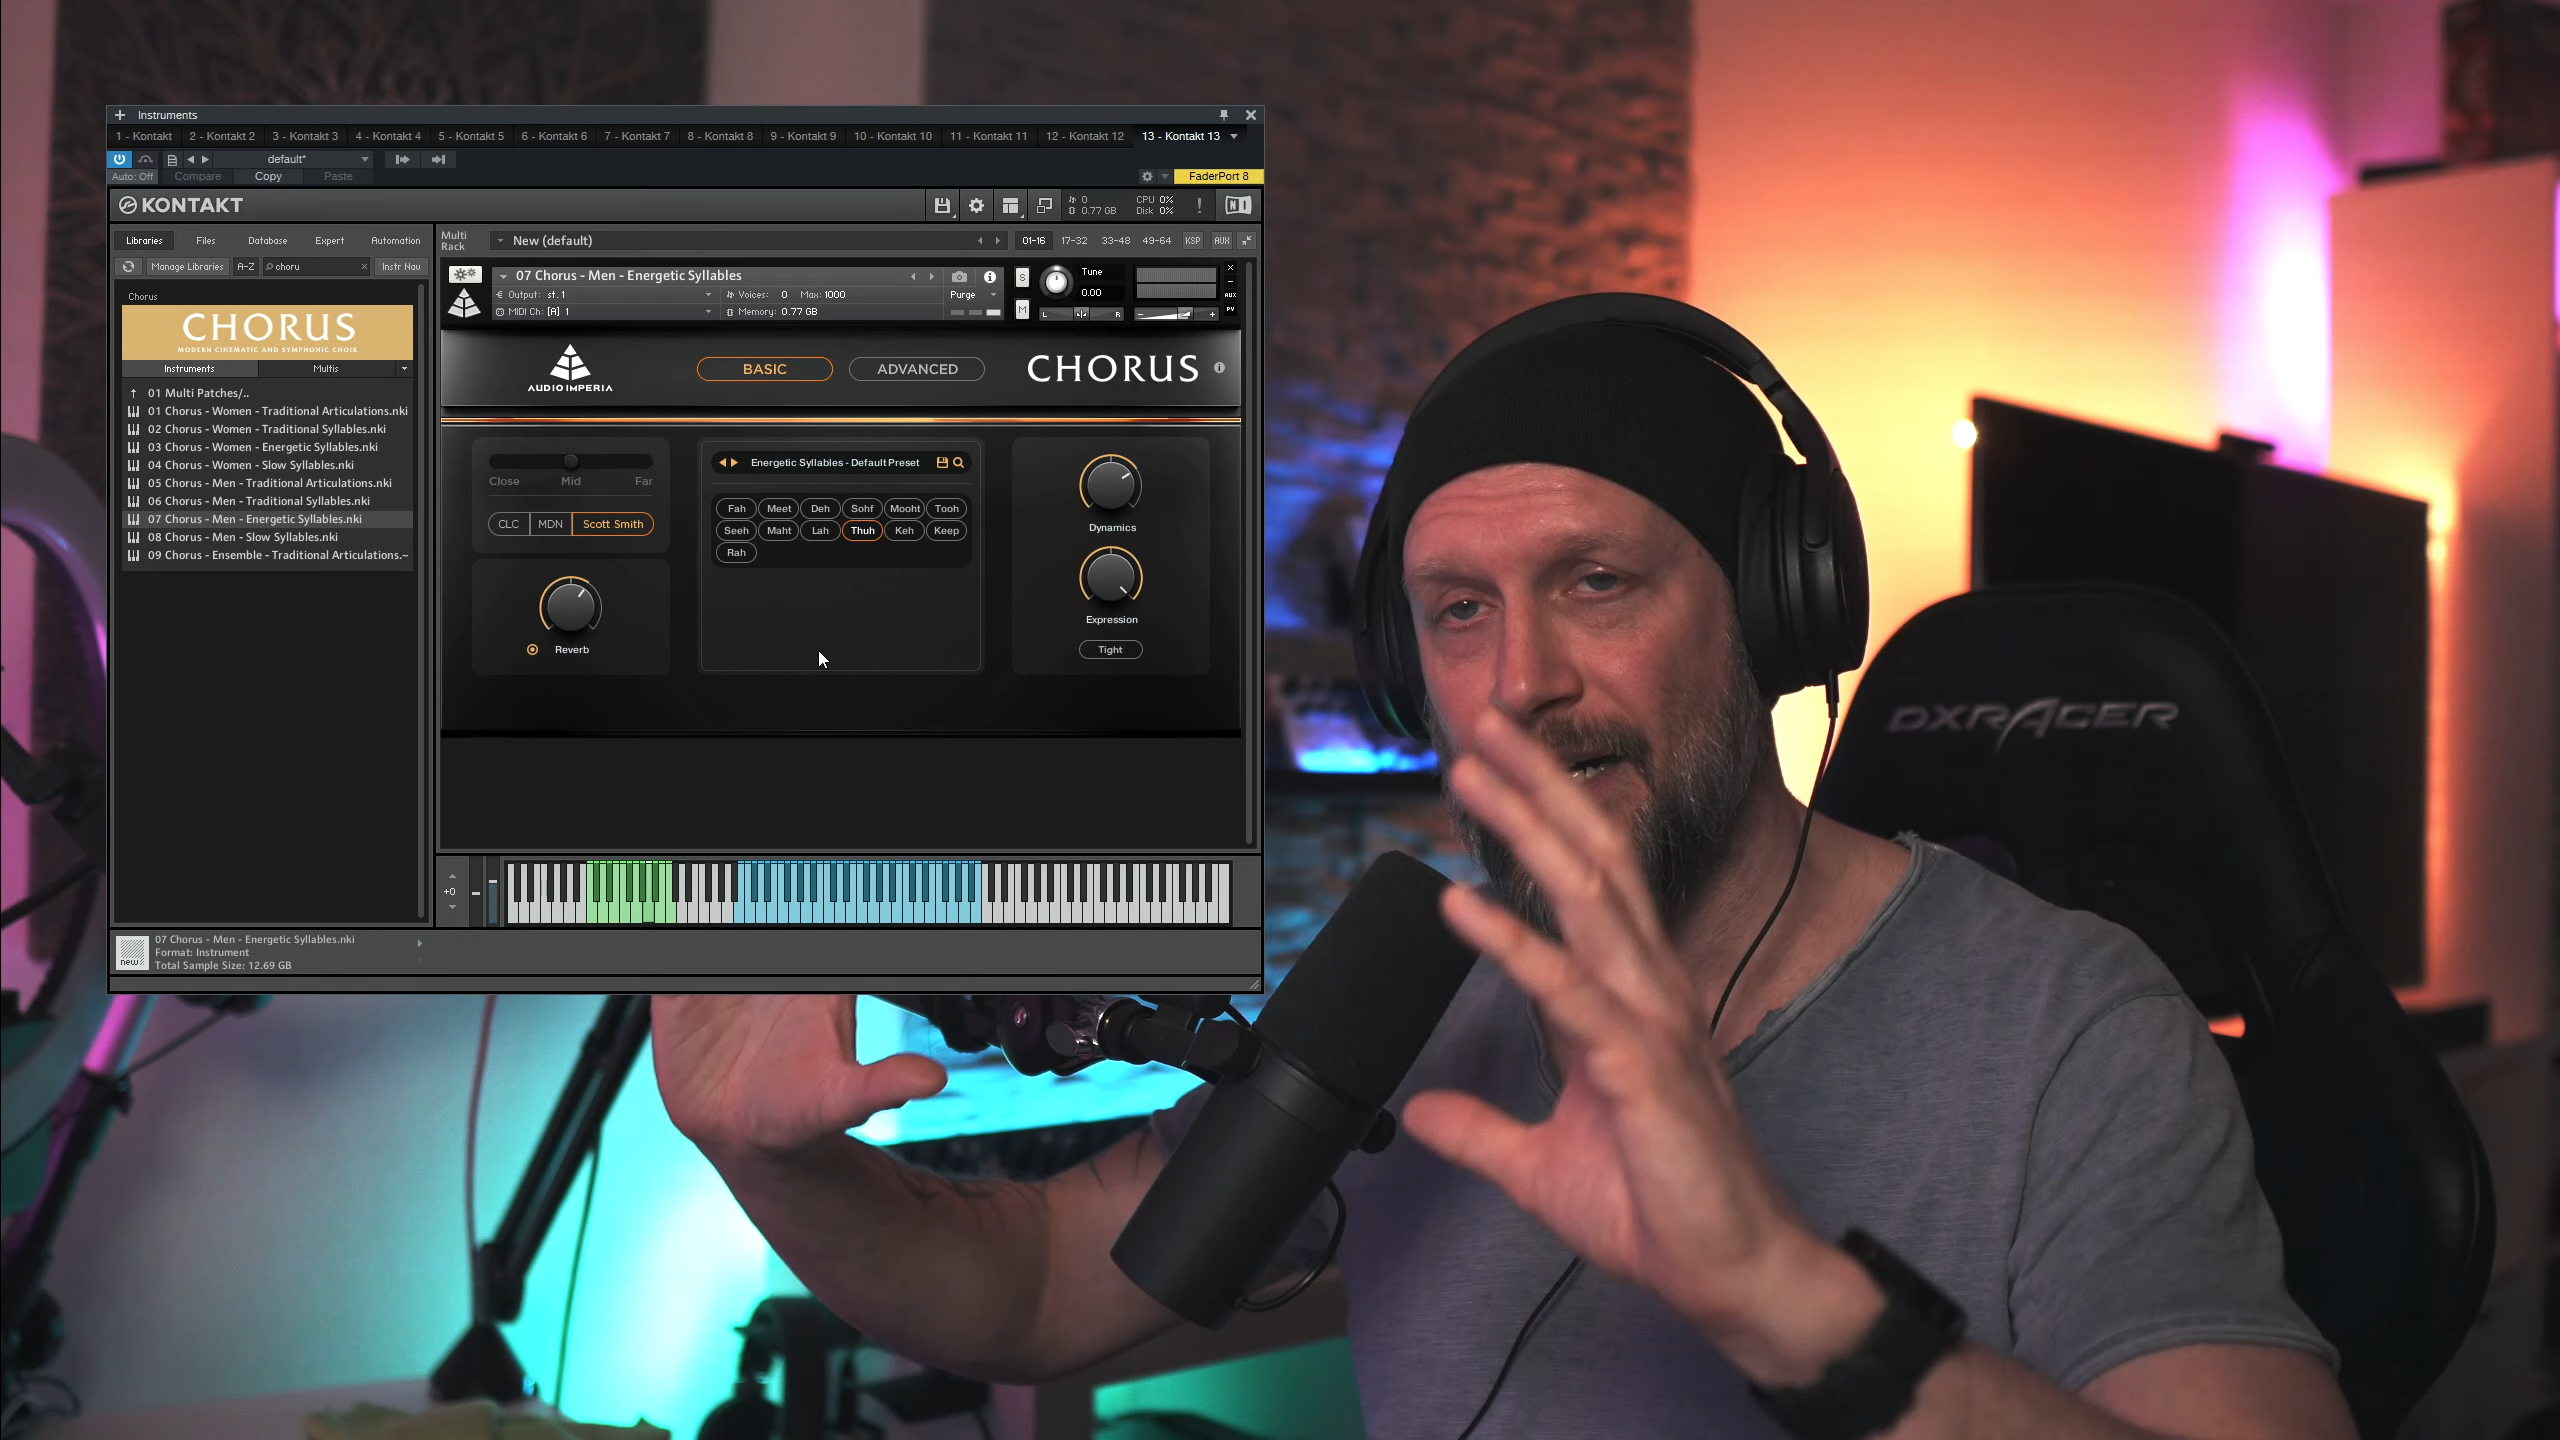 Instruments
1 - Kontakt 2 - Kontakt 2 3 - Kontakt 3 4 - Kontakt 4 5 - Kontakt 5 6 - Kontakt 6 7 - Kontakt 7 8 - Kontakt 8 9 - Kontakt 9 10 - Kontakt 10 11 - Kontakt 11 12 - Kontakt 12 13 - Kontakt 13
default*
Auto: Off Compare Copy Paste FaderPort 8
KONTAKT
0 CPU 0%
0.77 GB Disk 0%
NI
Libraries Files Database Expert Automation
Multi Rack New (default) 01-16 17-32 33-48 49-64 KSP AUX
Manage Libraries A-Z choru Instr Nav
07 Chorus - Men - Energetic Syllables
Output: st. 1 Voices: 0 Max: 1000 Purge
MIDI Ch: [A] 1 Memory: 0.77 GB
S
M
Tune
0.00
L R - +
AUX
PV
Chorus
CHORUS
MODERN CINEMATIC AND SYMPHONIC CHOIR
Instruments Multis
01 Multi Patches/..
01 Chorus - Women - Traditional Articulations.nki
02 Chorus - Women - Traditional Syllables.nki
03 Chorus - Women - Energetic Syllables.nki
04 Chorus - Women - Slow Syllables.nki
05 Chorus - Men - Traditional Articulations.nki
06 Chorus - Men - Traditional Syllables.nki
07 Chorus - Men - Energetic Syllables.nki
08 Chorus - Men - Slow Syllables.nki
09 Chorus - Ensemble - Traditional Articulations.~
AUDIO IMPERIA
BASIC ADVANCED
CHORUS
Close Mid Far
CLC MDN Scott Smith
Reverb
Energetic Syllables - Default Preset
Fah Meet Deh Sohf Mooht Tooh
Seeh Maht Lah Thuh Keh Keep
Rah
Dynamics
Expression
Tight
+0
new
07 Chorus - Men - Energetic Syllables.nki
Format: Instrument
Total Sample Size: 12.69 GB
DXRACER